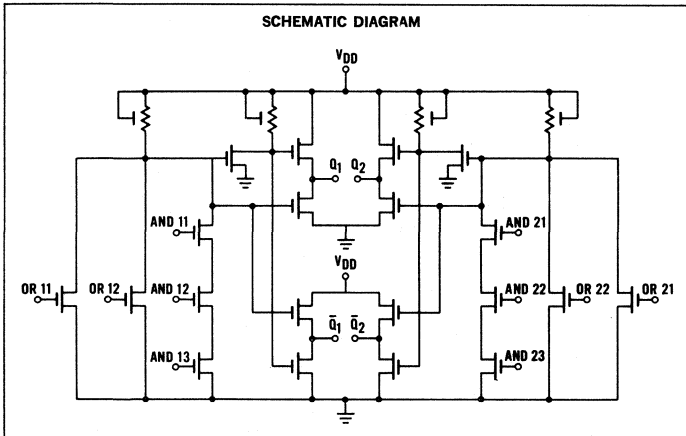 SCHEMATIC DIAGRAM
VDD
Q1 Q2
AND 11 AND 21
VDD
OR 11 OR 12 AND 12 AND 22 OR 22 OR 21
Q̄1 Q̄2
AND 13 AND 23